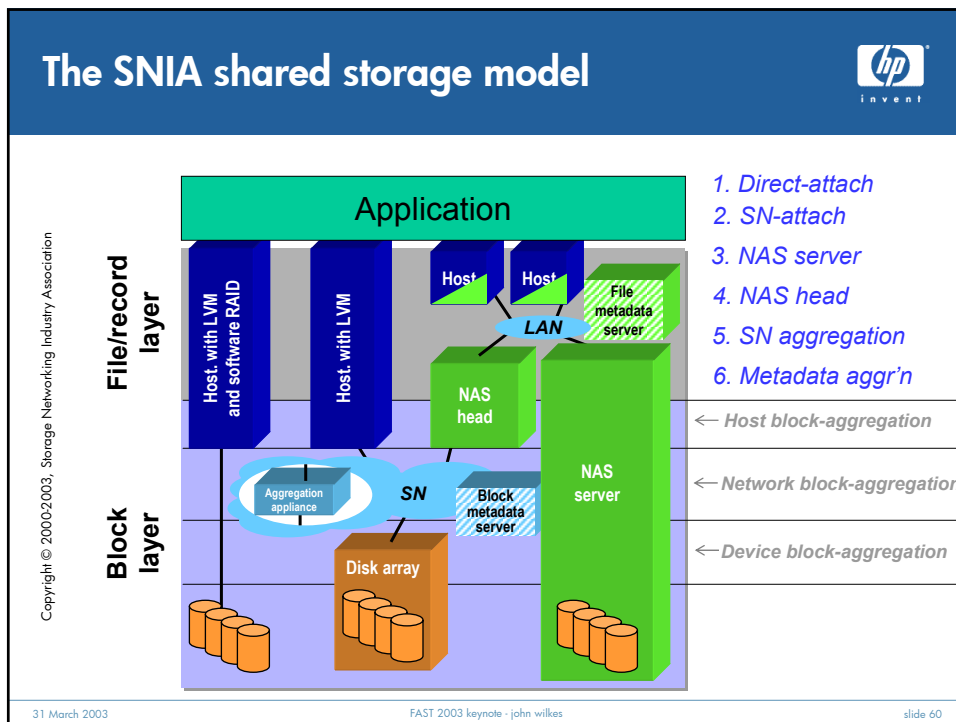 The SNIA shared storage model
hp
invent
Application
1. Direct-attach
2. SN-attach
3. NAS server
4. NAS head
5. SN aggregation
6. Metadata aggr'n
Copyright © 2000-2003, Storage Networking Industry Association
File/record
layer
Block
layer
Host. with LVM
and software RAID
Host. with LVM
Host
Host
File
metadata
server
LAN
NAS
head
NAS
server
Aggregation
appliance
SN
Block
metadata
server
Disk array
Host block-aggregation
Network block-aggregation
Device block-aggregation
31 March 2003
FAST 2003 keynote - john wilkes
slide 60